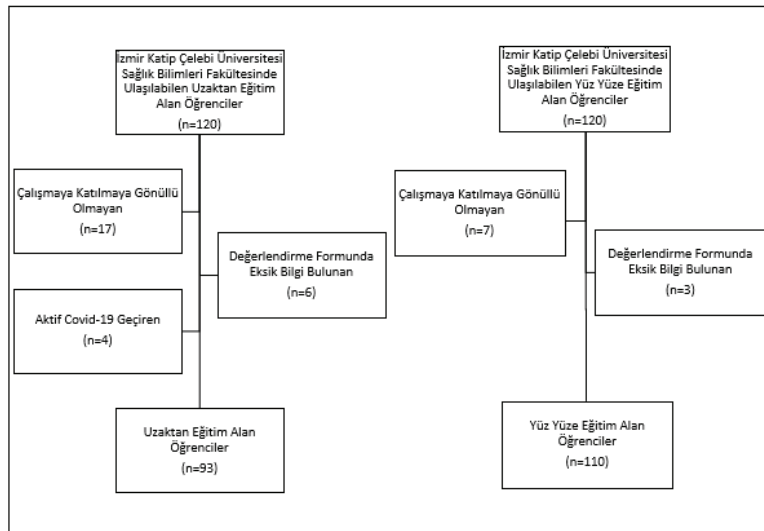 İzmir Katip Çelebi Üniversitesi
Sağlık Bilimleri Fakültesinde
Ulaşılabilen Uzaktan Eğitim
Alan Öğrenciler
(n=120)
Çalışmaya Katılmaya Gönüllü
Olmayan
(n=17)
Değerlendirme Formunda
Eksik Bilgi Bulunan
(n=6)
Aktif Covid-19 Geçiren
(n=4)
Uzaktan Eğitim Alan
Öğrenciler
(n=93)
İzmir Katip Çelebi Üniversitesi
Sağlık Bilimleri Fakültesinde
Ulaşılabilen Yüz Yüze Eğitim
Alan Öğrenciler
(n=120)
Çalışmaya Katılmaya Gönüllü
Olmayan
(n=7)
Değerlendirme Formunda
Eksik Bilgi Bulunan
(n=3)
Yüz Yüze Eğitim Alan
Öğrenciler
(n=110)